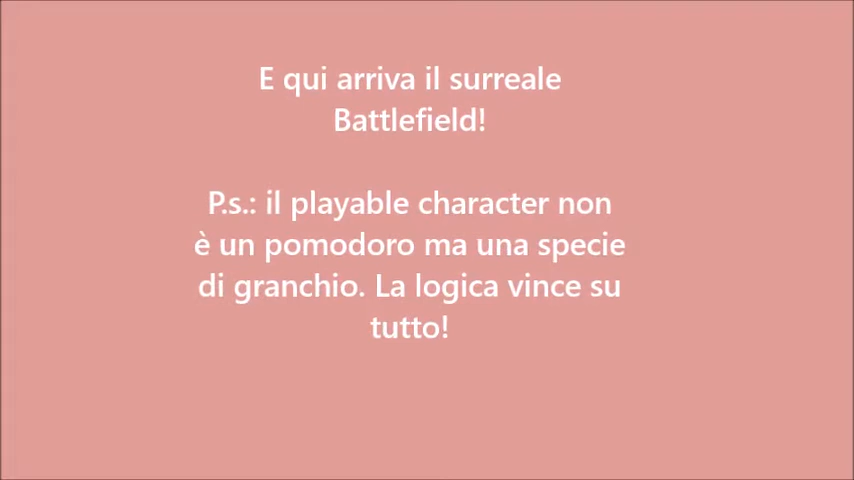 E qui arriva il surreale
Battlefield!
P.s.: il playable character non
è un pomodoro ma una specie
di granchio. La logica vince su
tutto!